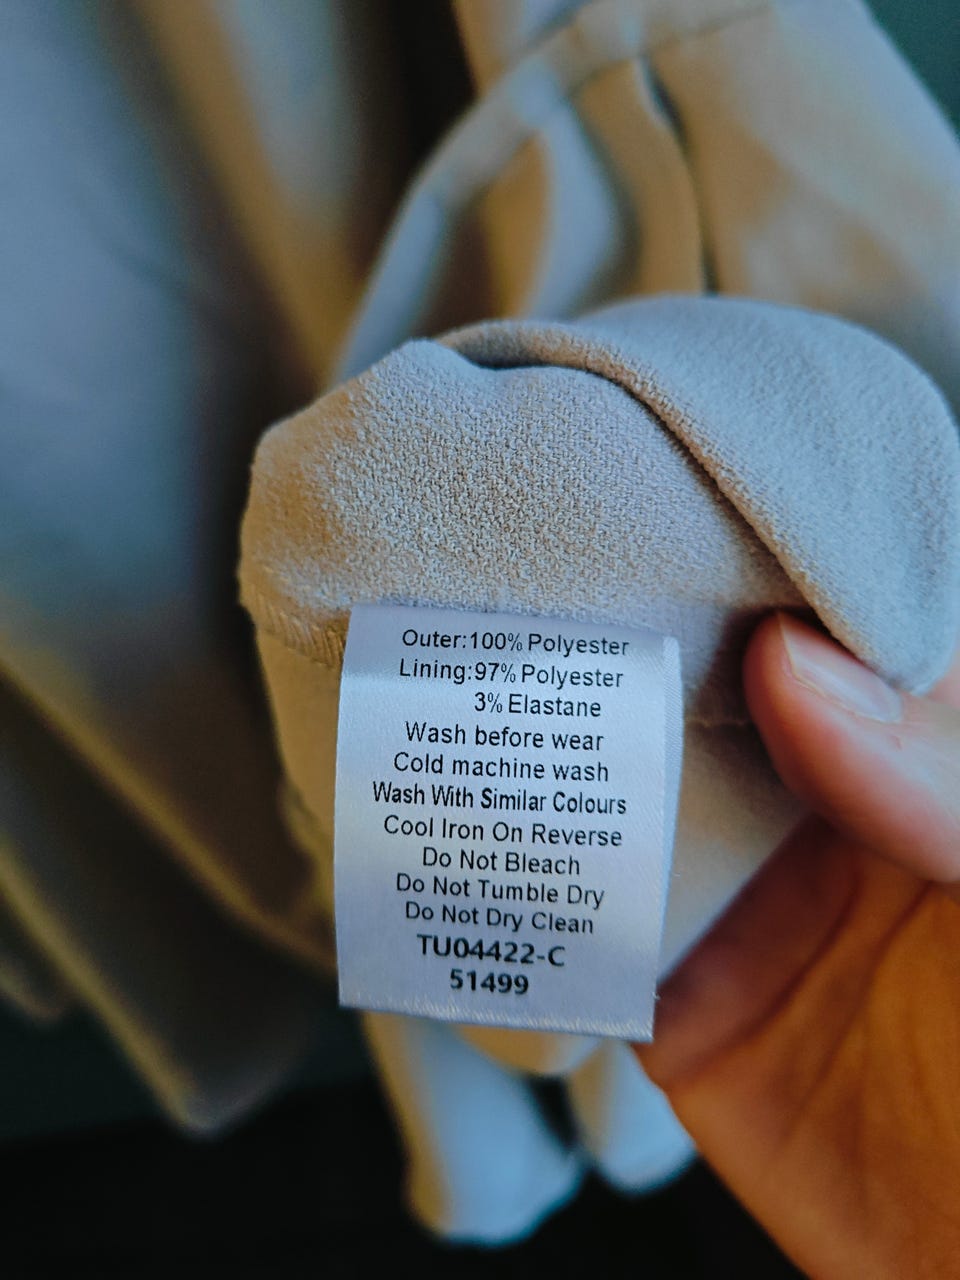 Outer:100% Polyester
Lining:97% Polyester
3% Elastane
Wash before wear
Cold machine wash
Wash With Similar Colours
Cool Iron On Reverse
Do Not Bleach
Do Not Tumble Dry
Do Not Dry Clean
TU04422-C
51499